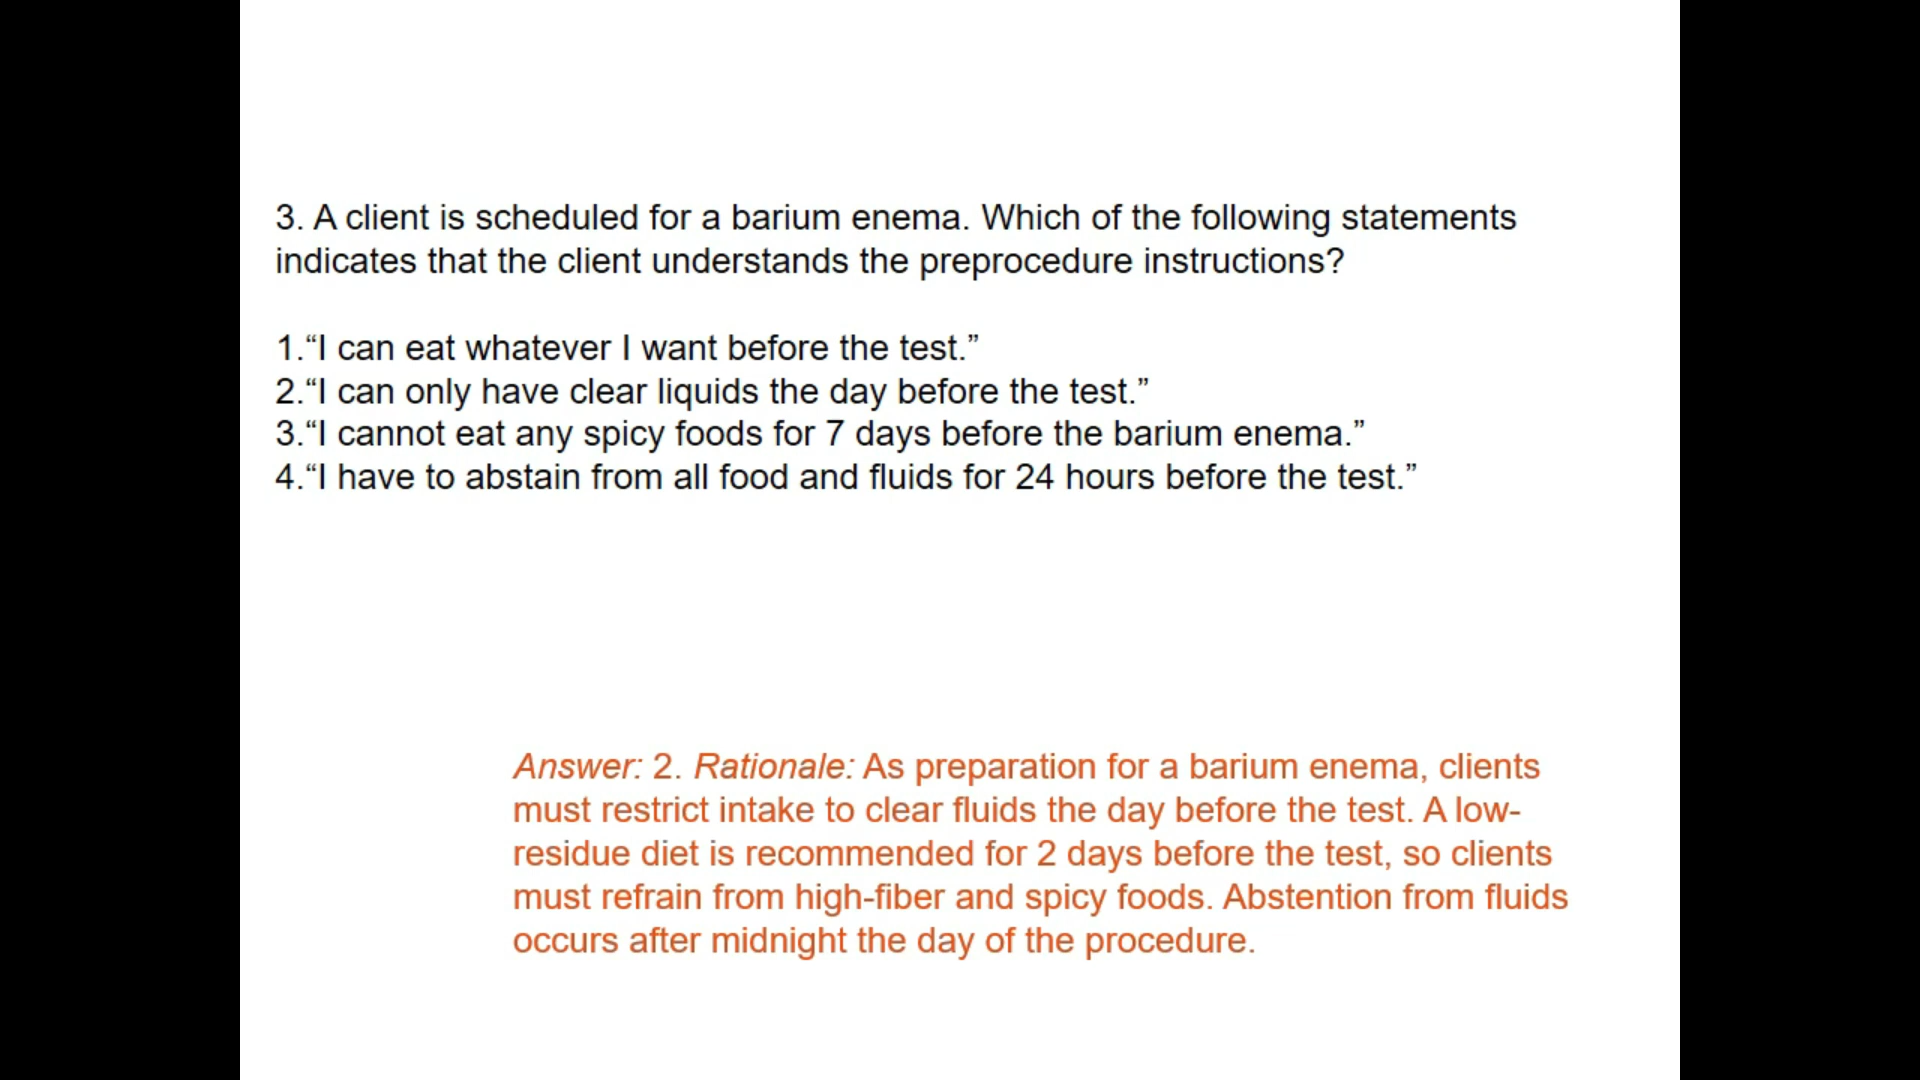 3. A client is scheduled for a barium enema. Which of the following statements
indicates that the client understands the preprocedure instructions?
1.“I can eat whatever I want before the test.”
2.“I can only have clear liquids the day before the test.”
3.“I cannot eat any spicy foods for 7 days before the barium enema.”
4.“I have to abstain from all food and fluids for 24 hours before the test.”
Answer: 2. Rationale: As preparation for a barium enema, clients
must restrict intake to clear fluids the day before the test. A low-
residue diet is recommended for 2 days before the test, so clients
must refrain from high-fiber and spicy foods. Abstention from fluids
occurs after midnight the day of the procedure.